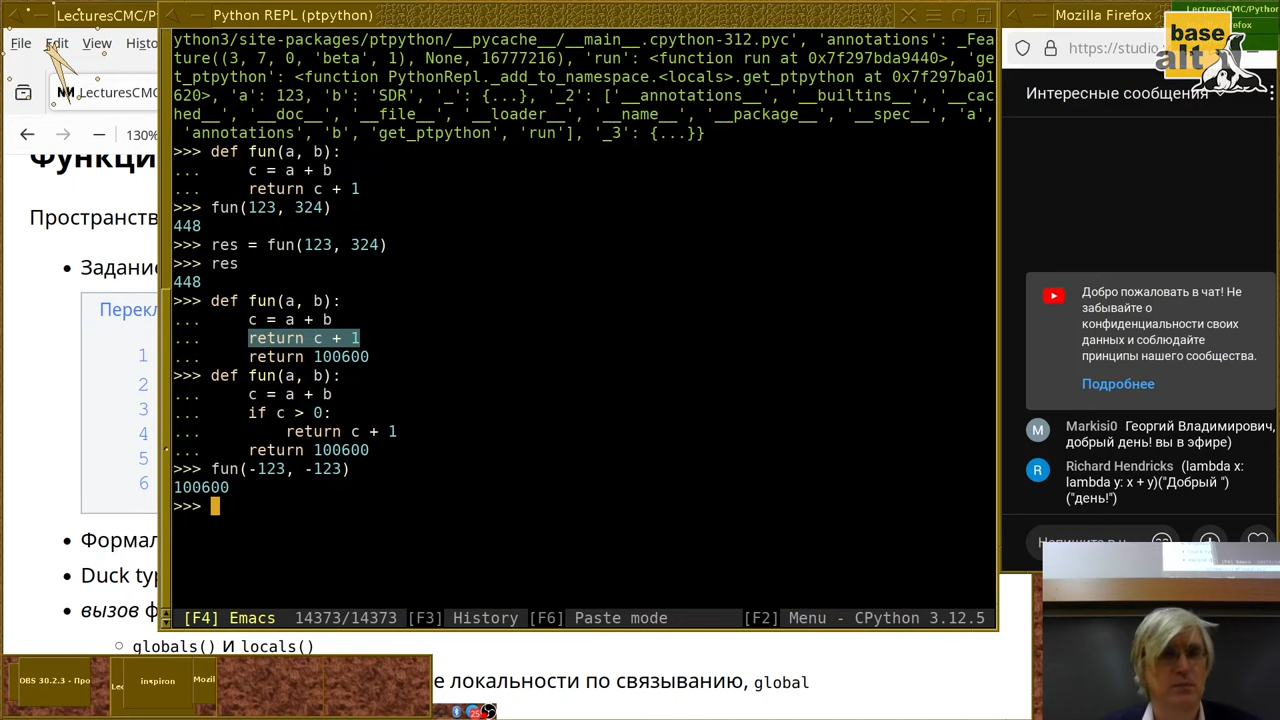 LecturesCMC/P
Python REPL (ptpython)
Mozilla Firefox
LecturesCMC/Python
Mozilla Firefox
File Edit View Histo
https://studio.
basealt
LecturesCMC
130%
Интересные сообщения
ython3/site-packages/ptpython/__pycache__/__main__.cpython-312.pyc', 'annotations': _Fea
ture((3, 7, 0, 'beta', 1), None, 16777216), 'run': <function run at 0x7f297bda9440>, 'ge
t_ptpython': <function PythonRepl._add_to_namespace.<locals>.get_ptpython at 0x7f297ba01
620>, 'a': 123, 'b': 'SDR', '_': {...}, '_2': ['__annotations__', '__builtins__', '__cac
hed__', '__doc__', '__file__', '__loader__', '__name__', '__package__', '__spec__', 'a',
'annotations', 'b', 'get_ptpython', 'run'], '_3': {...}}
>>> def fun(a, b):
...     c = a + b
...     return c + 1
>>> fun(123, 324)
448
>>> res = fun(123, 324)
>>> res
448
>>> def fun(a, b):
...     c = a + b
...     return c + 1
...     return 100600
>>> def fun(a, b):
...     c = a + b
...     if c > 0:
...         return c + 1
...     return 100600
>>> fun(-123, -123)
100600
>>>
[F4] Emacs 14373/14373 [F3] History [F6] Paste mode [F2] Menu - CPython 3.12.5
Функци
Пространств
Задание
Перекл
1
2
3
4
5
6
Формал
Duck typ
вызов ф
globals() и locals()
е локальности по связыванию, global
Добро пожаловать в чат! Не
забывайте о
конфиденциальности своих
данных и соблюдайте
принципы нашего сообщества.
Подробнее
M Markisi0 Георгий Владимирович,
добрый день! вы в эфире)
R Richard Hendricks (lambda x:
lambda y: x + y)("Добрый ")
("день!")
OBS 30.2.3 - Про
Lec
inspiron
Mozil
25